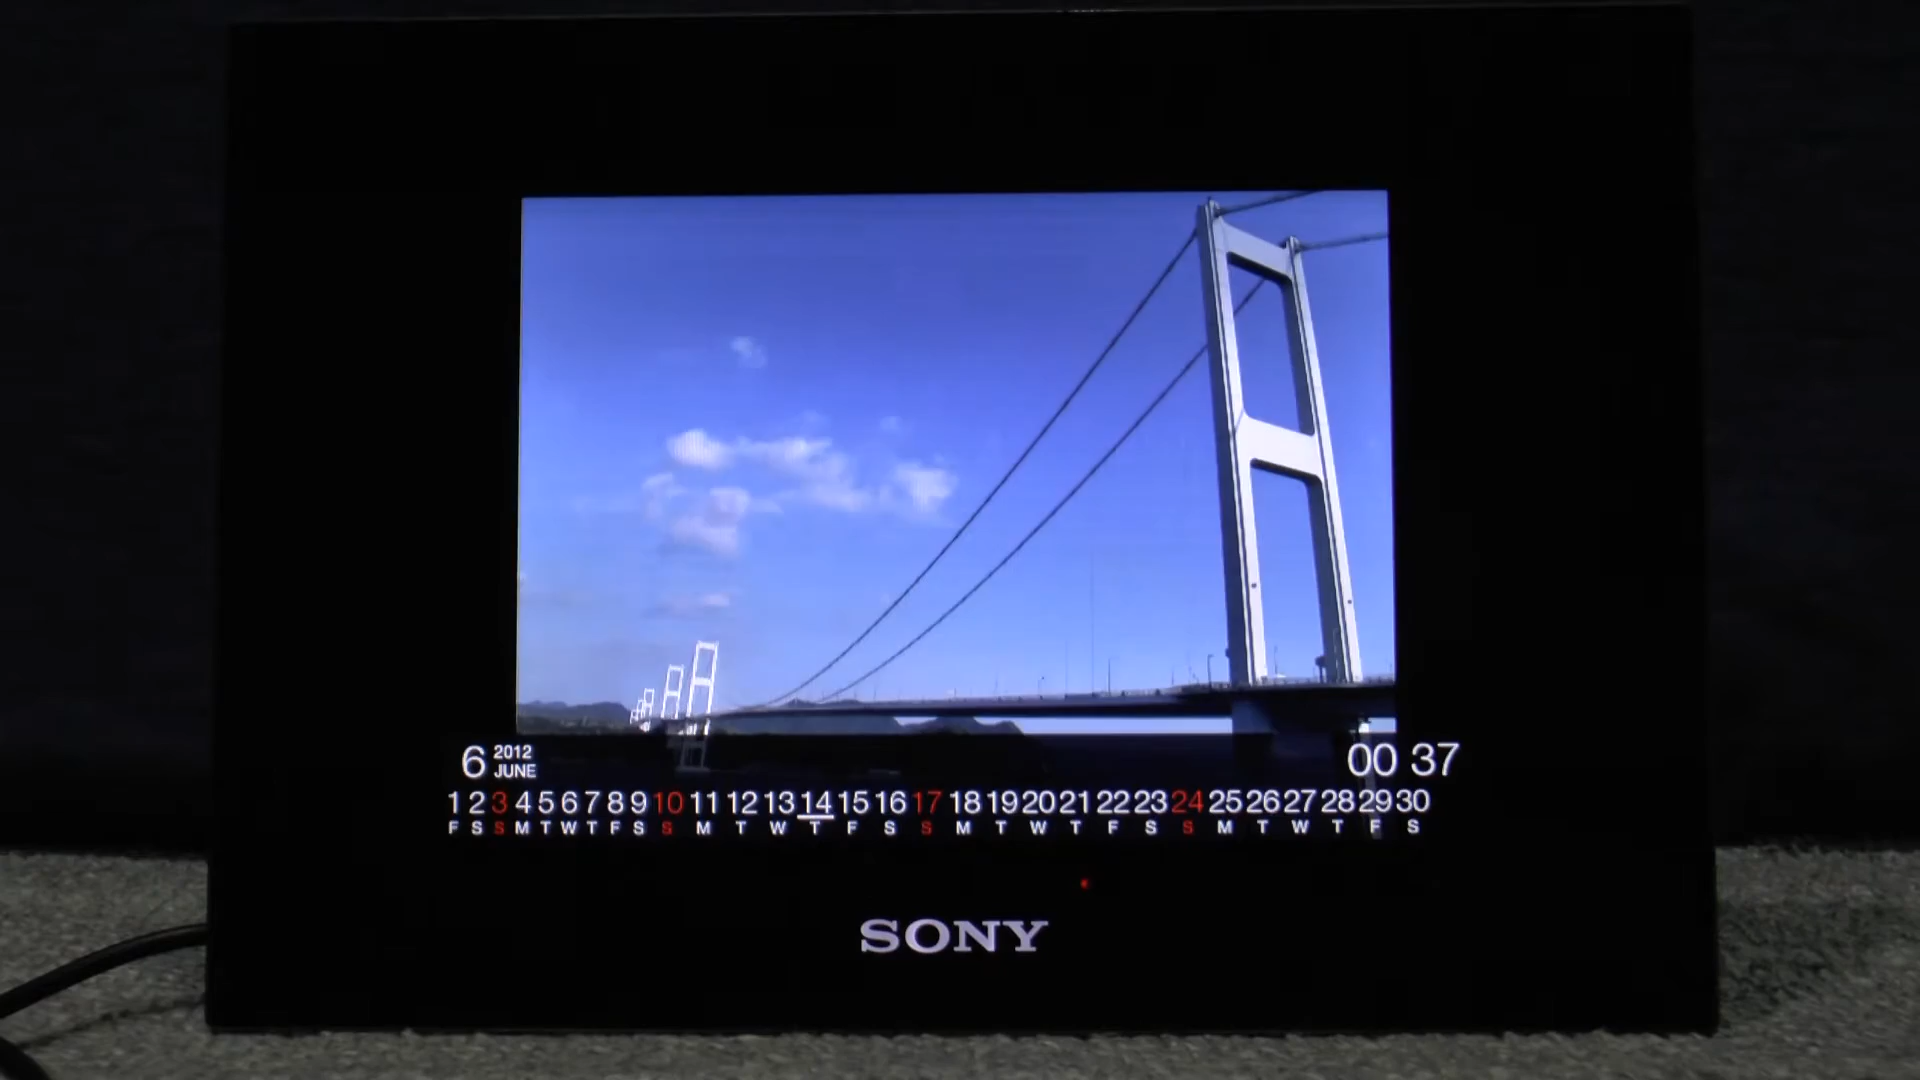 6 2012 JUNE 00 37
1 2 3 4 5 6 7 8 9 10 11 12 13 14 15 16 17 18 19 20 21 22 23 24 25 26 27 28 29 30
F S S M T W T F S S M T W T F S S M T W T F S S M T W T F S
SONY